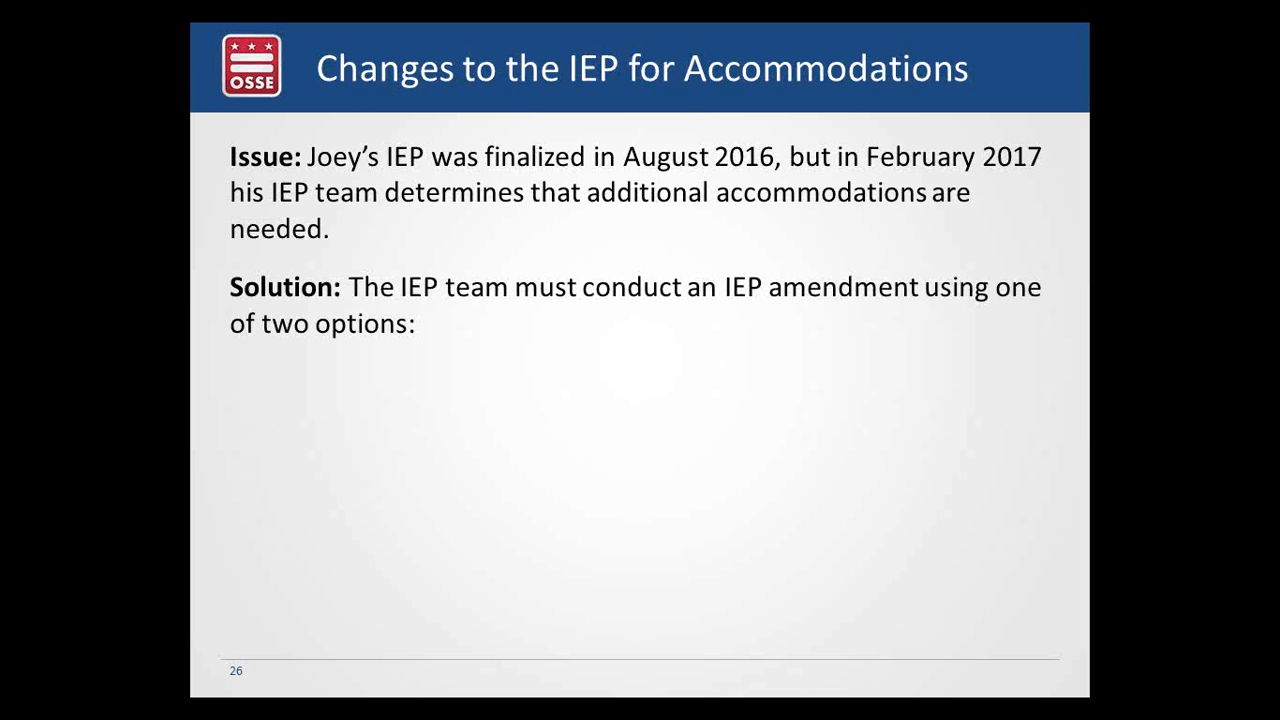 OSSE
Changes to the IEP for Accommodations
Issue: Joey’s IEP was finalized in August 2016, but in February 2017
his IEP team determines that additional accommodations are
needed.
Solution: The IEP team must conduct an IEP amendment using one
of two options:
26